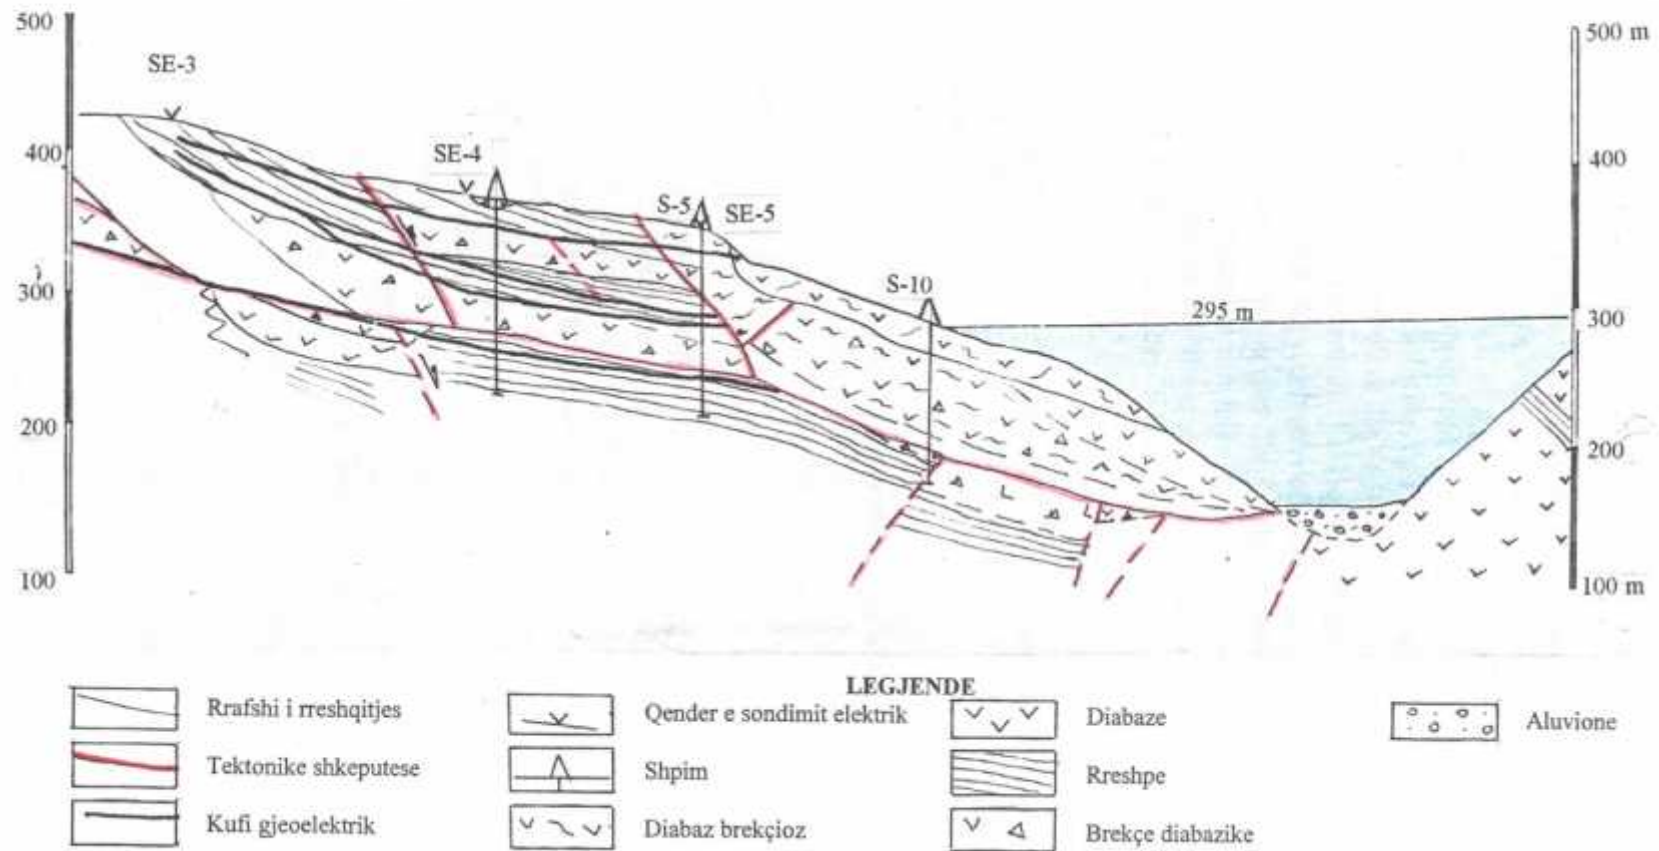 500
500 m
SE-3
400
SE-4
400
S-5
SE-5
S-10
300
295 m
300
200
200
100
100 m
LEGJENDE
Rrafshi i rreshqitjes
Qender e sondimit elektrik
Diabaze
Aluvione
Tektonike shkeputese
Shpim
Rreshpe
Kufi gjeoelektrik
Diabaz brekçioz
Brekçe diabazike